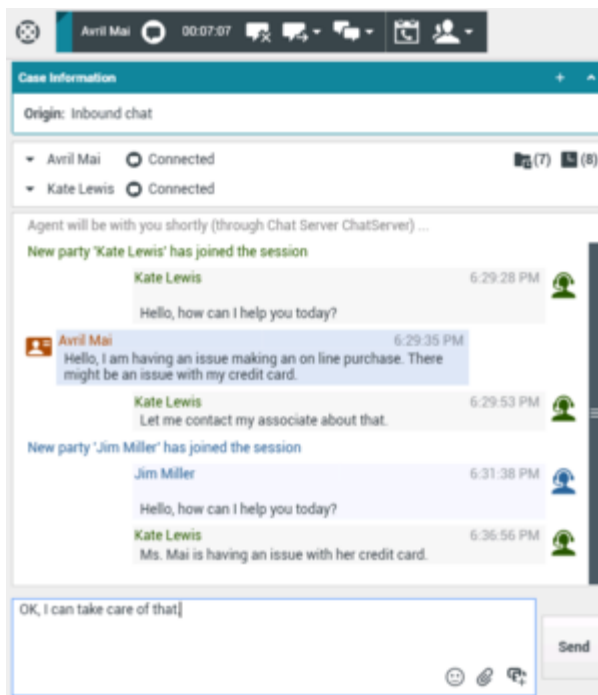 Avril Mai 00:07:07
Case Information
Origin: Inbound chat
Avril Mai Connected (7) (8)
Kate Lewis Connected
Agent will be with you shortly (through Chat Server ChatServer) ...
New party 'Kate Lewis' has joined the session
Kate Lewis 6:29:28 PM
Hello, how can I help you today?
Avril Mai 6:29:35 PM
Hello, I am having an issue making an on line purchase. There
might be an issue with my credit card.
Kate Lewis 6:29:53 PM
Let me contact my associate about that.
New party 'Jim Miller' has joined the session
Jim Miller 6:31:38 PM
Hello, how can I help you today?
Kate Lewis 6:36:56 PM
Ms. Mai is having an issue with her credit card.
OK, I can take care of that.
Send